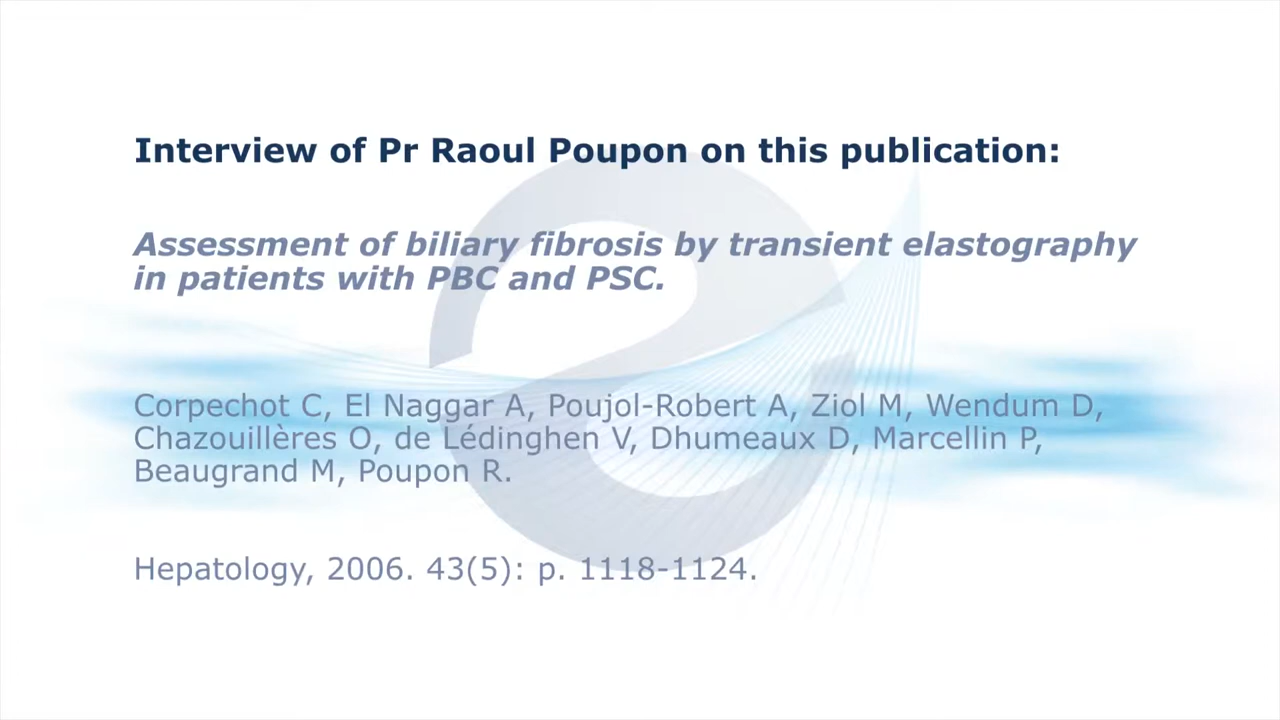 Interview of Pr Raoul Poupon on this publication:
Assessment of biliary fibrosis by transient elastography
in patients with PBC and PSC.
Corpechot C, El Naggar A, Poujol-Robert A, Ziol M, Wendum D,
Chazouillères O, de Lédinghen V, Dhumeaux D, Marcellin P,
Beaugrand M, Poupon R.
Hepatology, 2006. 43(5): p. 1118-1124.